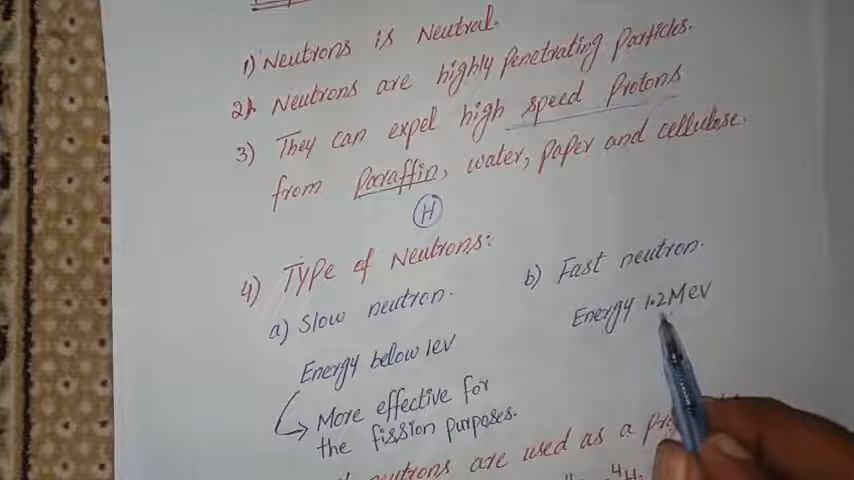 1) Neutrons is Neutral.
2) Neutrons are highly Penetrating Particles.
3) They can expel high speed Protons
from Paraffin, water, paper and cellulose.
H
4) Type of Neutrons:
a) Slow neutron.
b) Fast neutron.
Energy below 1ev
Energy 1.2Mev
More effective for
the fission purposes.
neutrons are used as a